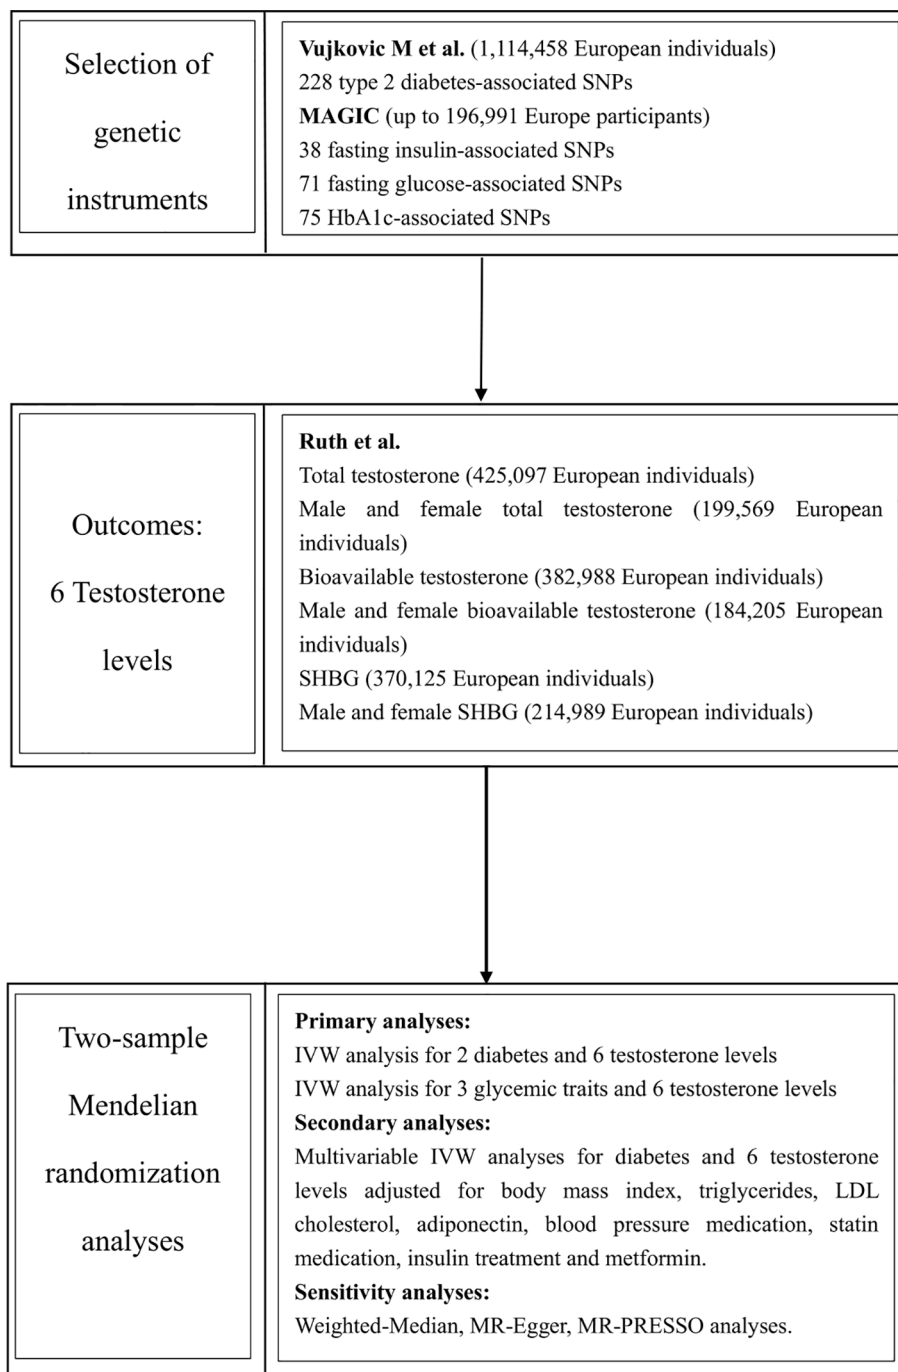 Selection of
genetic
instruments
Vujkovic M et al. (1,114,458 European individuals)
228 type 2 diabetes-associated SNPs
MAGIC (up to 196,991 Europe participants)
38 fasting insulin-associated SNPs
71 fasting glucose-associated SNPs
75 HbA1c-associated SNPs
Outcomes:
6 Testosterone
levels
Ruth et al.
Total testosterone (425,097 European individuals)
Male and female total testosterone (199,569 European
individuals)
Bioavailable testosterone (382,988 European individuals)
Male and female bioavailable testosterone (184,205 European
individuals)
SHBG (370,125 European individuals)
Male and female SHBG (214,989 European individuals)
Two-sample
Mendelian
randomization
analyses
Primary analyses:
IVW analysis for 2 diabetes and 6 testosterone levels
IVW analysis for 3 glycemic traits and 6 testosterone levels
Secondary analyses:
Multivariable IVW analyses for diabetes and 6 testosterone
levels adjusted for body mass index, triglycerides, LDL
cholesterol, adiponectin, blood pressure medication, statin
medication, insulin treatment and metformin.
Sensitivity analyses:
Weighted-Median, MR-Egger, MR-PRESSO analyses.